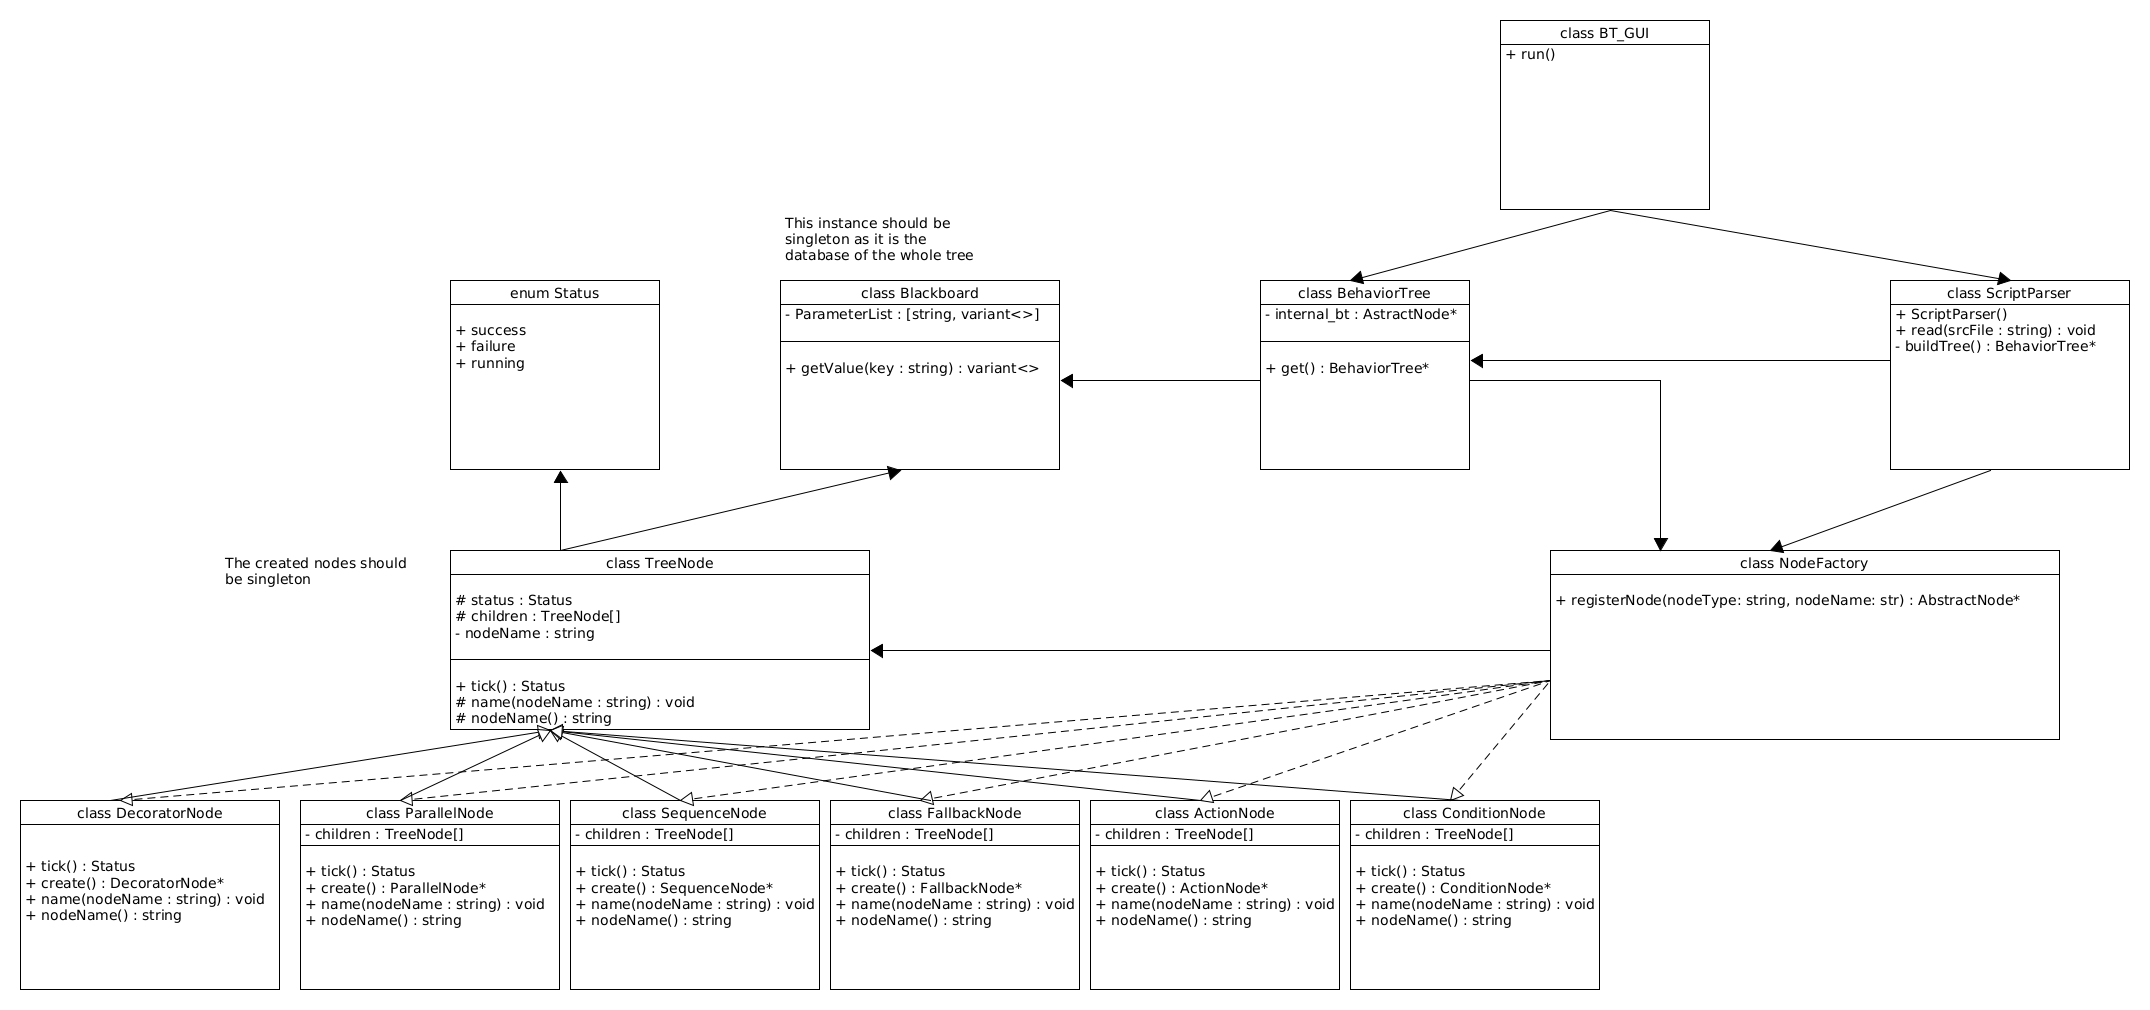 class BT_GUI
+ run()
This instance should be
singleton as it is the
database of the whole tree
enum Status
+ success
+ failure
+ running
class Blackboard
- ParameterList : [string, variant<>]
+ getValue(key : string) : variant<>
class BehaviorTree
- internal_bt : AstractNode*
+ get() : BehaviorTree*
class ScriptParser
+ ScriptParser()
+ read(srcFile : string) : void
- buildTree() : BehaviorTree*
The created nodes should
be singleton
class TreeNode
# status : Status
# children : TreeNode[]
- nodeName : string
+ tick() : Status
# name(nodeName : string) : void
# nodeName() : string
class NodeFactory
+ registerNode(nodeType: string, nodeName: str) : AbstractNode*
class DecoratorNode
+ tick() : Status
+ create() : DecoratorNode*
+ name(nodeName : string) : void
+ nodeName() : string
class ParallelNode
- children : TreeNode[]
+ tick() : Status
+ create() : ParallelNode*
+ name(nodeName : string) : void
+ nodeName() : string
class SequenceNode
- children : TreeNode[]
+ tick() : Status
+ create() : SequenceNode*
+ name(nodeName : string) : void
+ nodeName() : string
class FallbackNode
- children : TreeNode[]
+ tick() : Status
+ create() : FallbackNode*
+ name(nodeName : string) : void
+ nodeName() : string
class ActionNode
- children : TreeNode[]
+ tick() : Status
+ create() : ActionNode*
+ name(nodeName : string) : void
+ nodeName() : string
class ConditionNode
- children : TreeNode[]
+ tick() : Status
+ create() : ConditionNode*
+ name(nodeName : string) : void
+ nodeName() : string